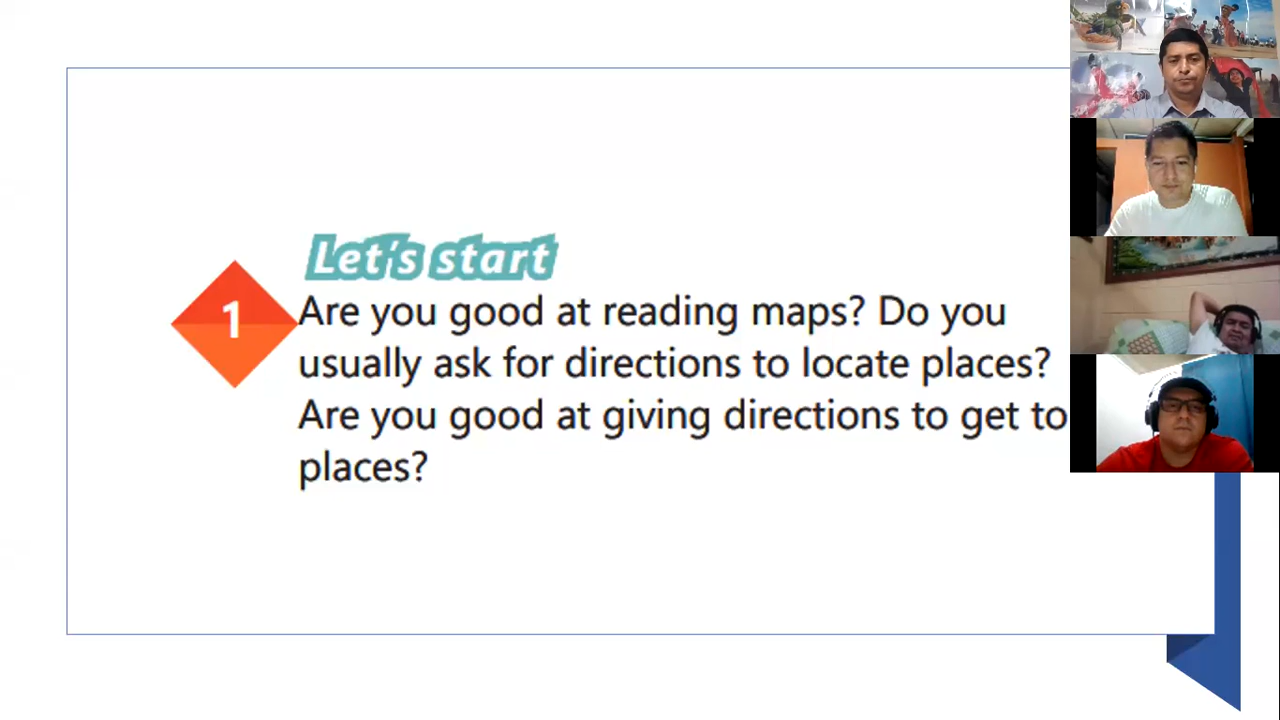 Let's start
1
Are you good at reading maps? Do you
usually ask for directions to locate places?
Are you good at giving directions to get to
places?